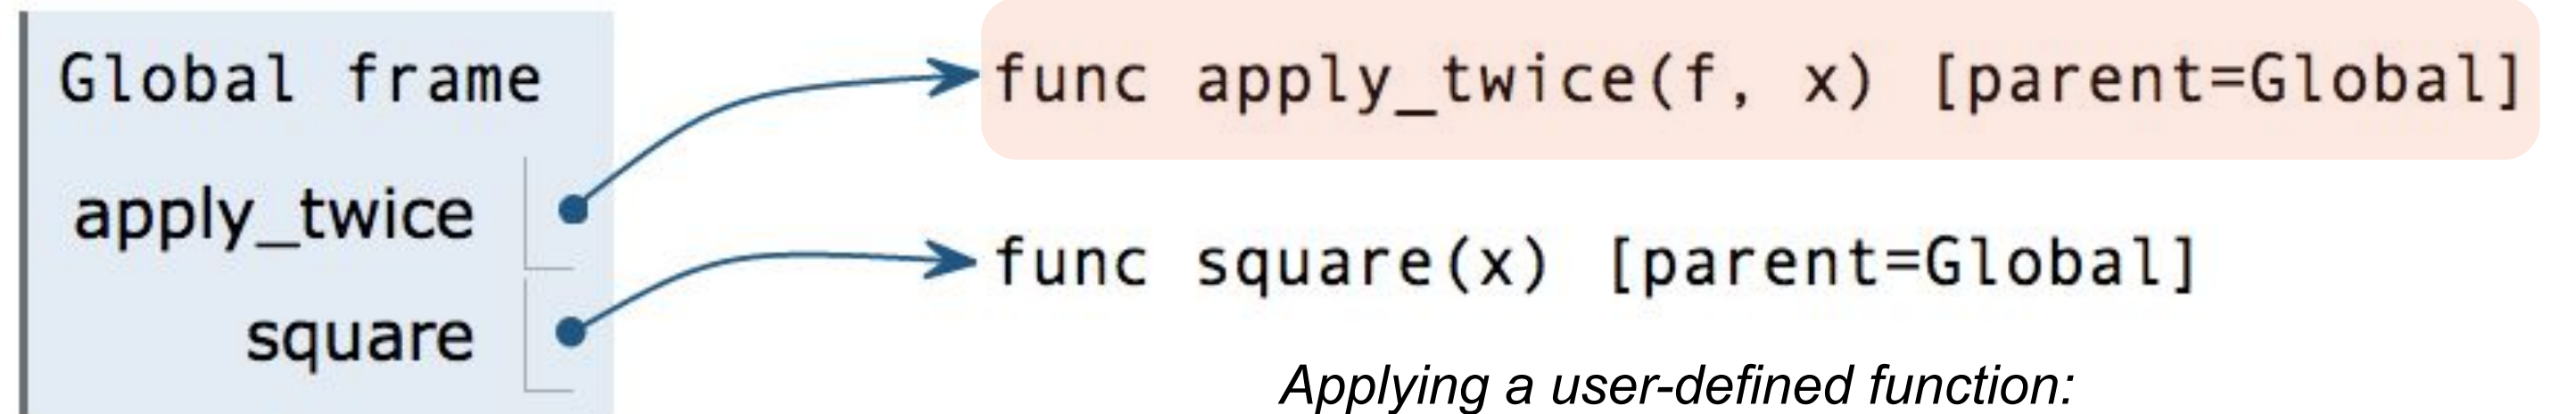 Global frame
func apply_twice(f, x) [parent=Global]
apply_twice
func square(x) [parent=Global]
square
Applying a user-defined function: